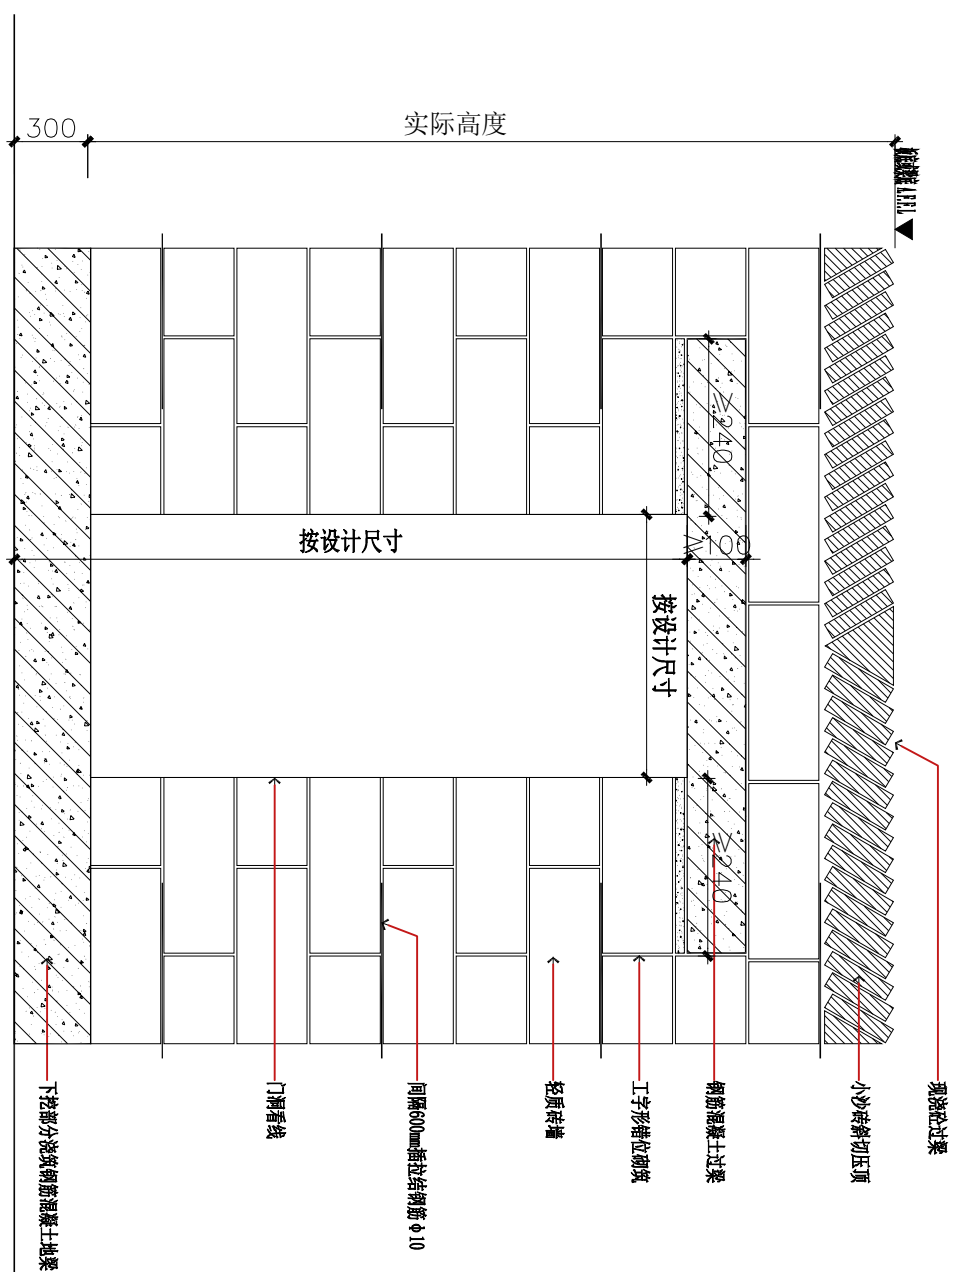 实际高度
300
A.F.F.L
≥240
≥100
按设计尺寸
按设计尺寸
≥240
现浇砼过梁
小沙砖斜切压顶
钢筋混凝土过梁
工字形错位砌筑
轻质砖墙
间隔600mm插拉结钢筋φ10
门洞看线
下挖部分浇筑钢筋混凝土地梁